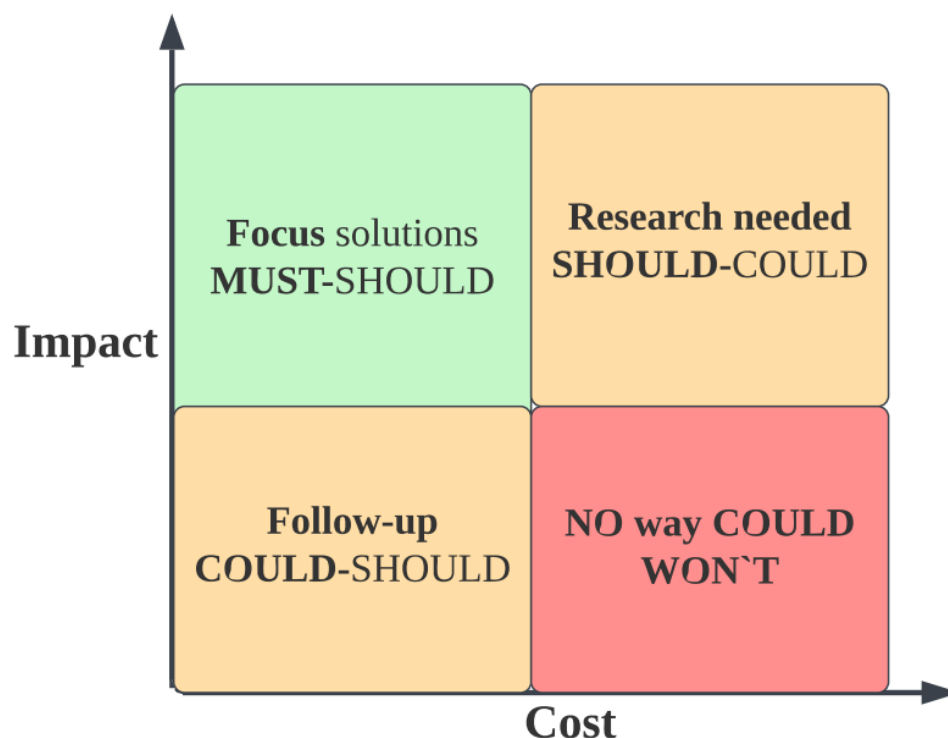 Focus solutions
MUST-SHOULD
Research needed
SHOULD-COULD
Impact
Follow-up
COULD-SHOULD
NO way COULD
WON`T
Cost